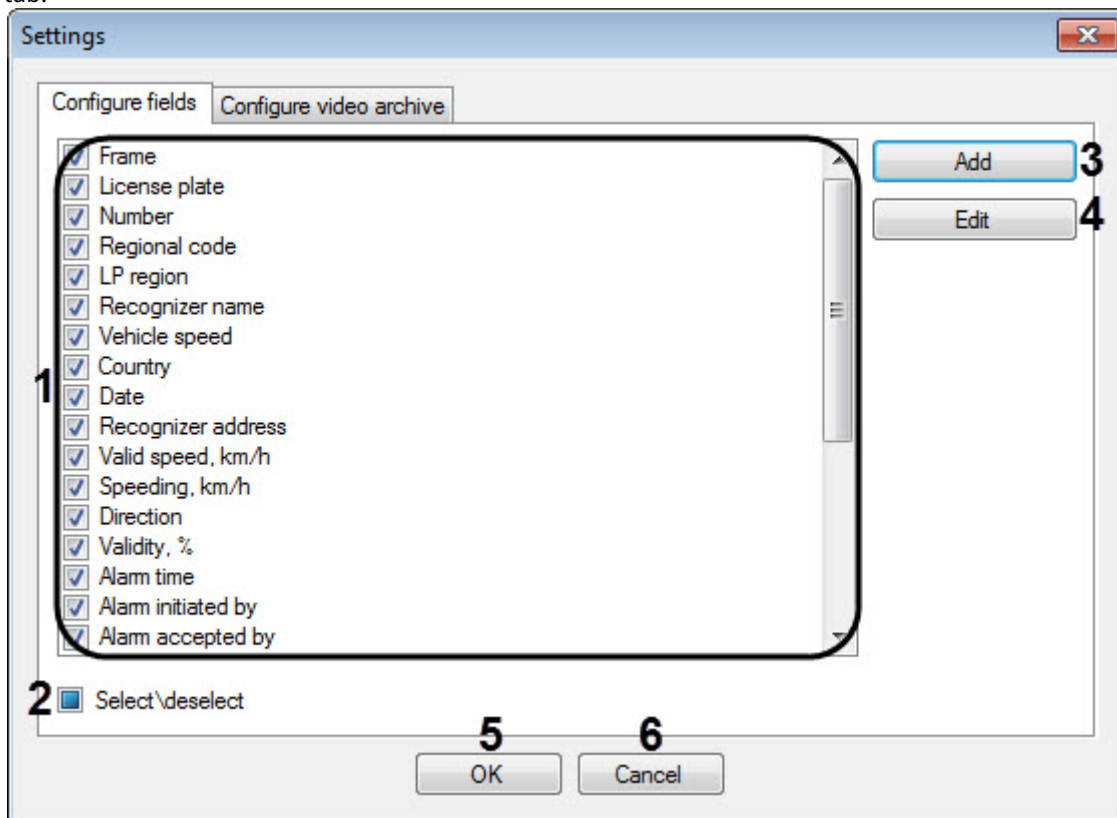 tab.
Settings
Configure fields Configure video archive
Frame
Add 3
License plate
Number
Edit 4
Regional code
LP region
Recognizer name
Vehicle speed
Country
1
Date
Recognizer address
Valid speed, km/h
Speeding, km/h
Direction
Validity, %
Alarm time
Alarm initiated by
Alarm accepted by
2 Select\deselect
5 6
OK Cancel